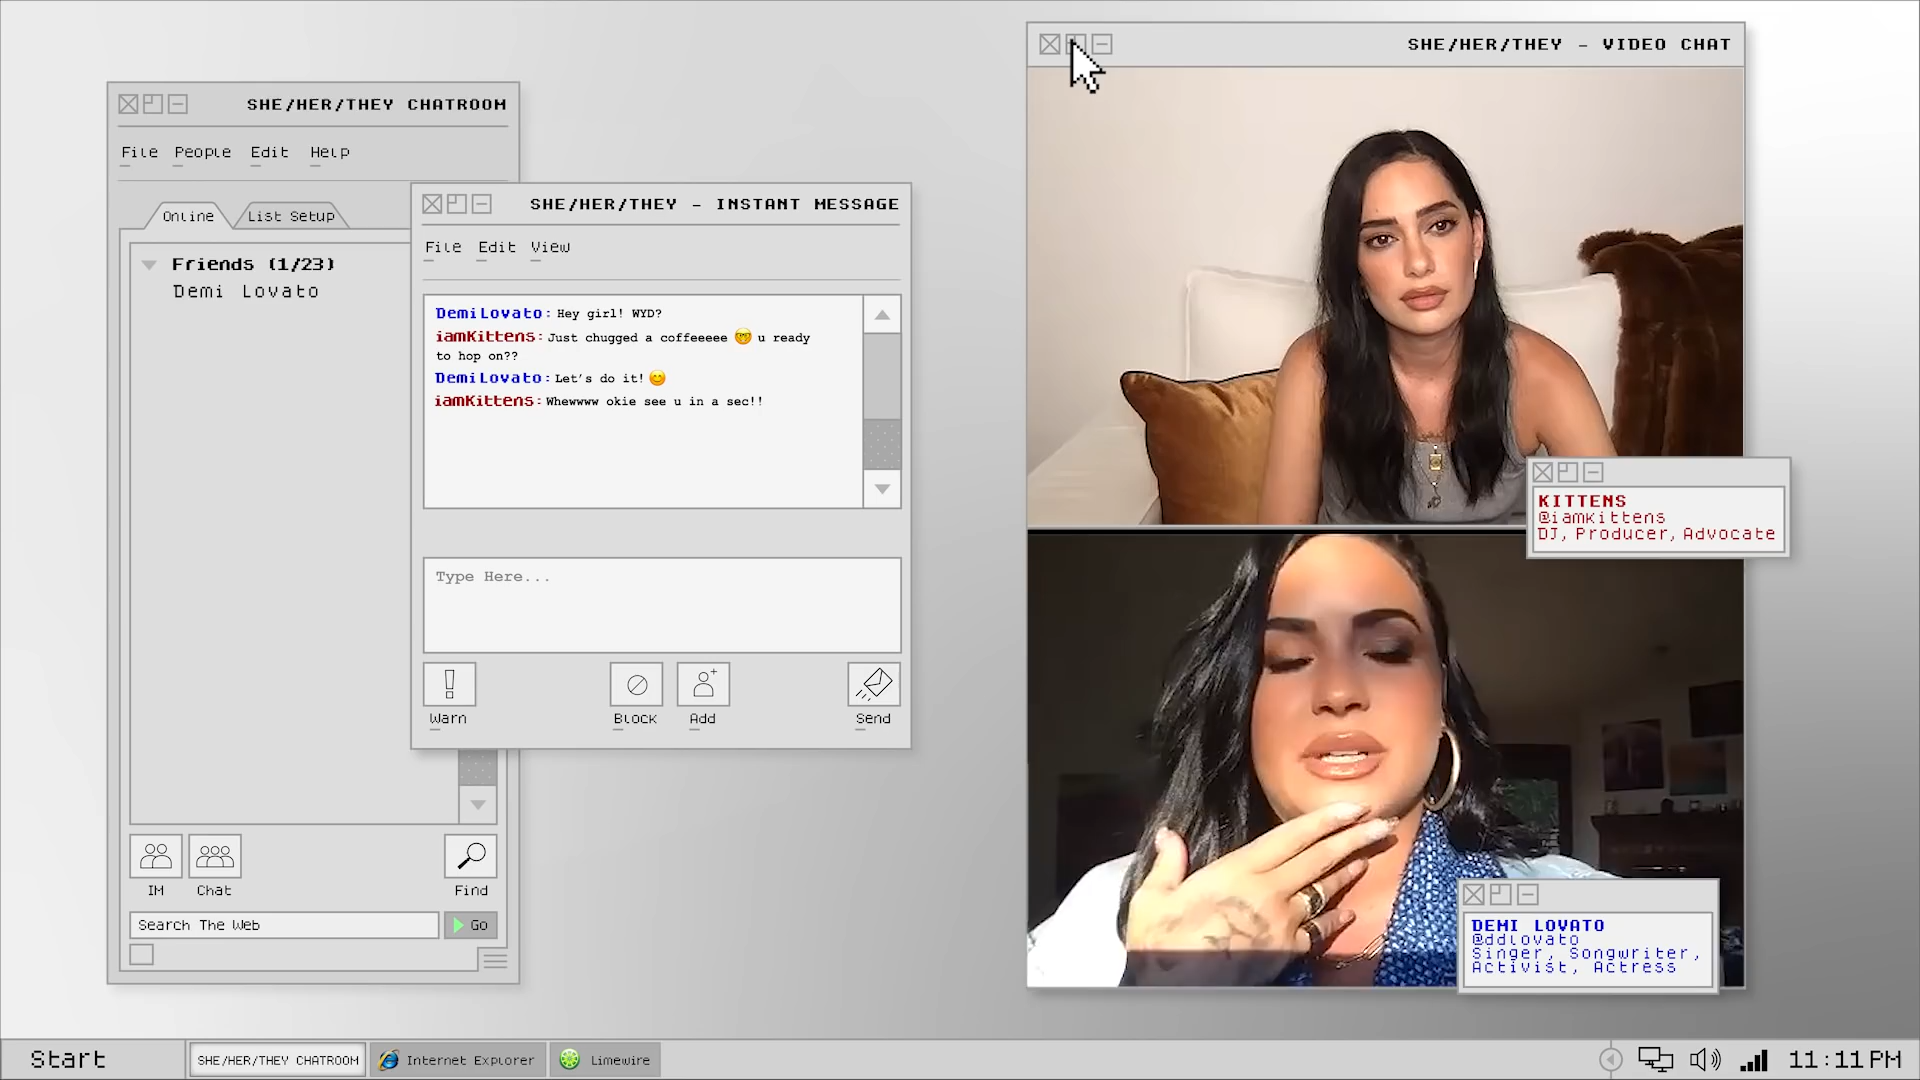 SHE/HER/THEY CHATROOM
File People Edit Help
Online List Setup
Friends (1/23)
Demi Lovato
IM Chat Find
Search The Web Go
SHE/HER/THEY - INSTANT MESSAGE
File Edit View
DemiLovato: Hey girl! WYD?
iamKittens: Just chugged a coffeeeee 🤓 u ready
to hop on??
DemiLovato: Let's do it! 😊
iamKittens: Whewwww okie see u in a sec!!
Type Here...
Warn Block Add Send
SHE/HER/THEY - VIDEO CHAT
KITTENS
@iamkittens
DJ, Producer, Advocate
DEMI LOVATO
@ddlovato
Singer, Songwriter,
Activist, Actress
Start SHE/HER/THEY CHATROOM Internet Explorer Limewire 11:11 PM